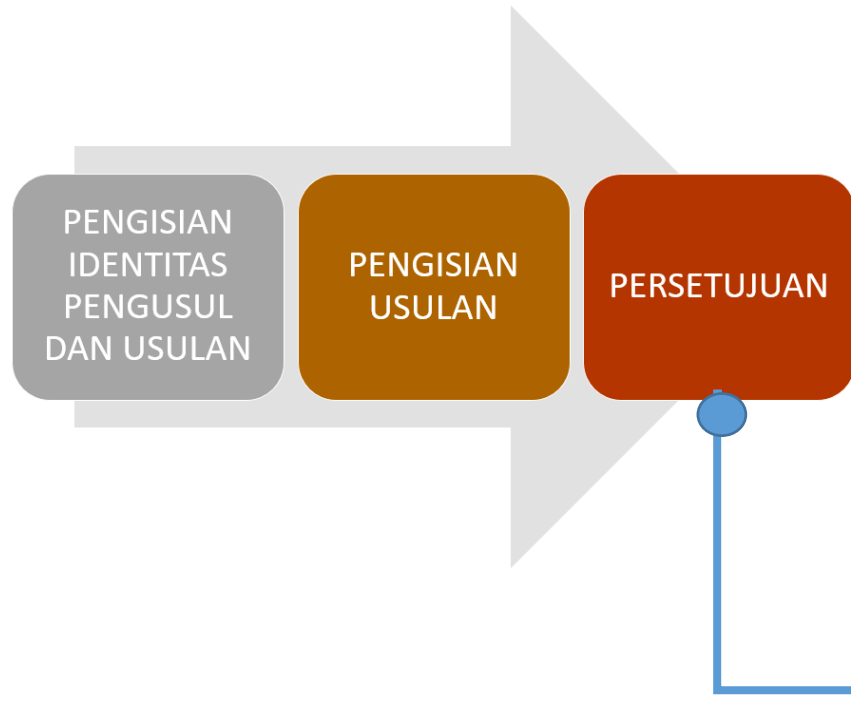 PENGISIAN
IDENTITAS
PENGUSUL
DAN USULAN
PENGISIAN
USULAN
PERSETUJUAN